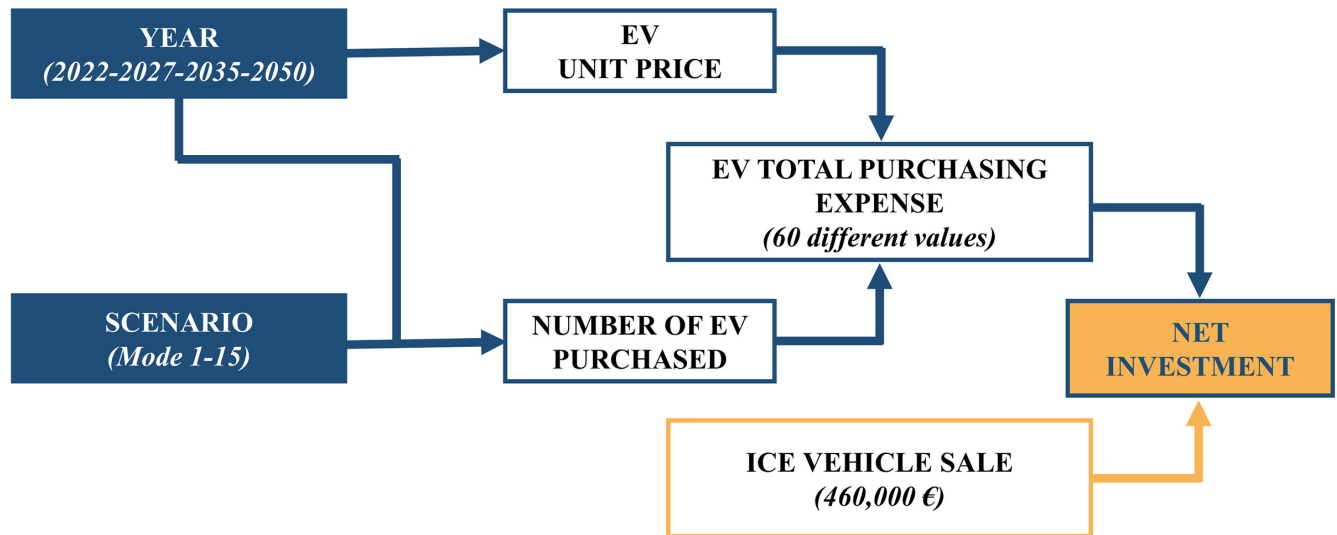 YEAR
(2022-2027-2035-2050)
EV
UNIT PRICE
EV TOTAL PURCHASING
EXPENSE
(60 different values)
SCENARIO
(Mode 1-15)
NUMBER OF EV
PURCHASED
NET
INVESTMENT
ICE VEHICLE SALE
(460,000 €)